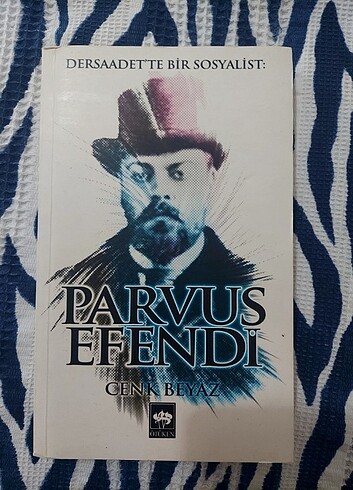 DERSAADET'TE BİR SOSYALİST:
PARVUS
EFENDİ
CENK BEYAZ
ÖTÜKEN